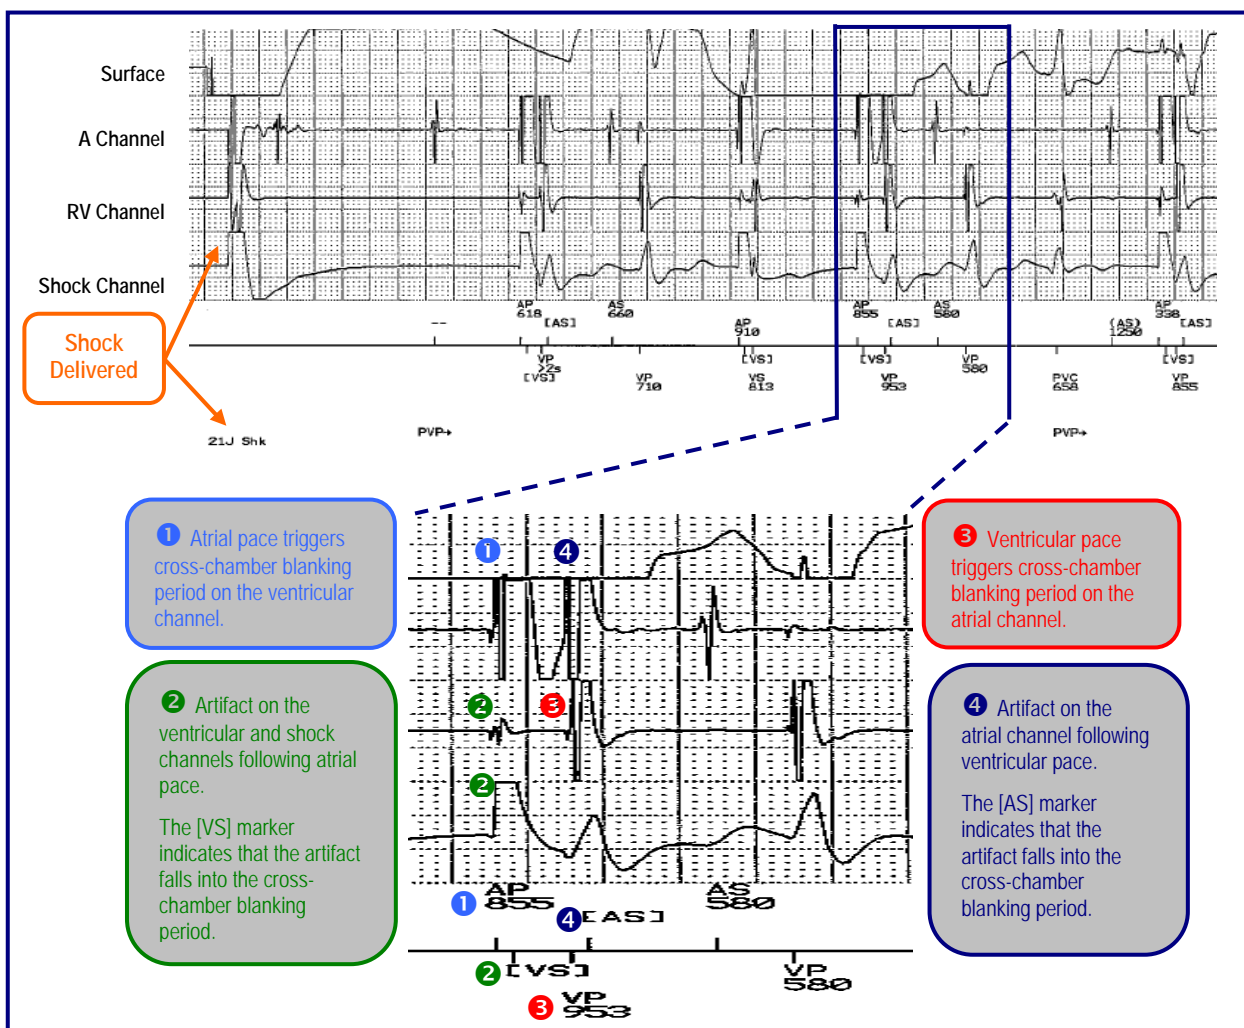 Surface
A Channel
RV Channel
Shock Channel
Shock
Delivered
AP
618
[AS]
AS
660
AP
910
AP
855
[AS]
AS
580
(AS)
1250
AP
338
[AS]
--
VP
>2s
[VS]
VP
710
[VS]
VS
813
[VS]
VP
953
VP
580
PVC
658
[VS]
VP
855
21J Shk
PVP→
PVP→
1 Atrial pace triggers
cross-chamber blanking
period on the ventricular
channel.
2 Artifact on the
ventricular and shock
channels following atrial
pace.
The [VS] marker
indicates that the artifact
falls into the cross-
chamber blanking
period.
1
4
2
3
2
1
AP
855
4
[AS]
AS
580
2
[VS]
3
VP
953
VP
580
3 Ventricular pace
triggers cross-chamber
blanking period on the
atrial channel.
4 Artifact on the
atrial channel following
ventricular pace.
The [AS] marker
indicates that the
artifact falls into the
cross-chamber
blanking period.